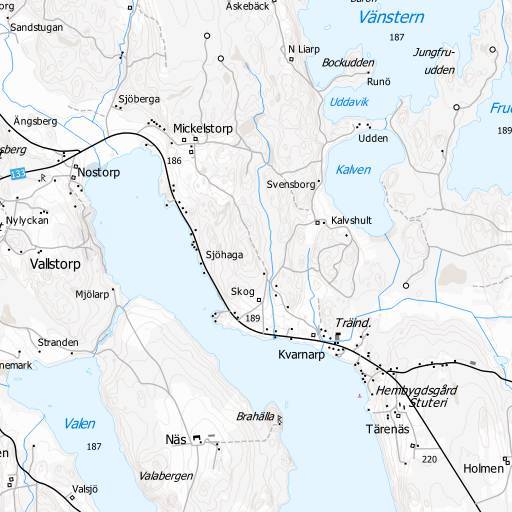 Sandstugan
Äskebäck
Vänstern
187
N Liarp
Bockudden
Jungfru-
udden
Runö
Sjöberga
Uddavik
Ängsberg
Mickelstorp
Udden
189
186
133
Nostorp
Kalven
Svensborg
Nylyckan
Kalvshult
Vallstorp
Sjöhaga
Mjölarp
Skog
189
Träind.
Stranden
Kvarnarp
Hembygdsgård
Stuteri
Valen
Brahälla
Tärenäs
187
Näs
220
Valabergen
Holmen
Valsjö